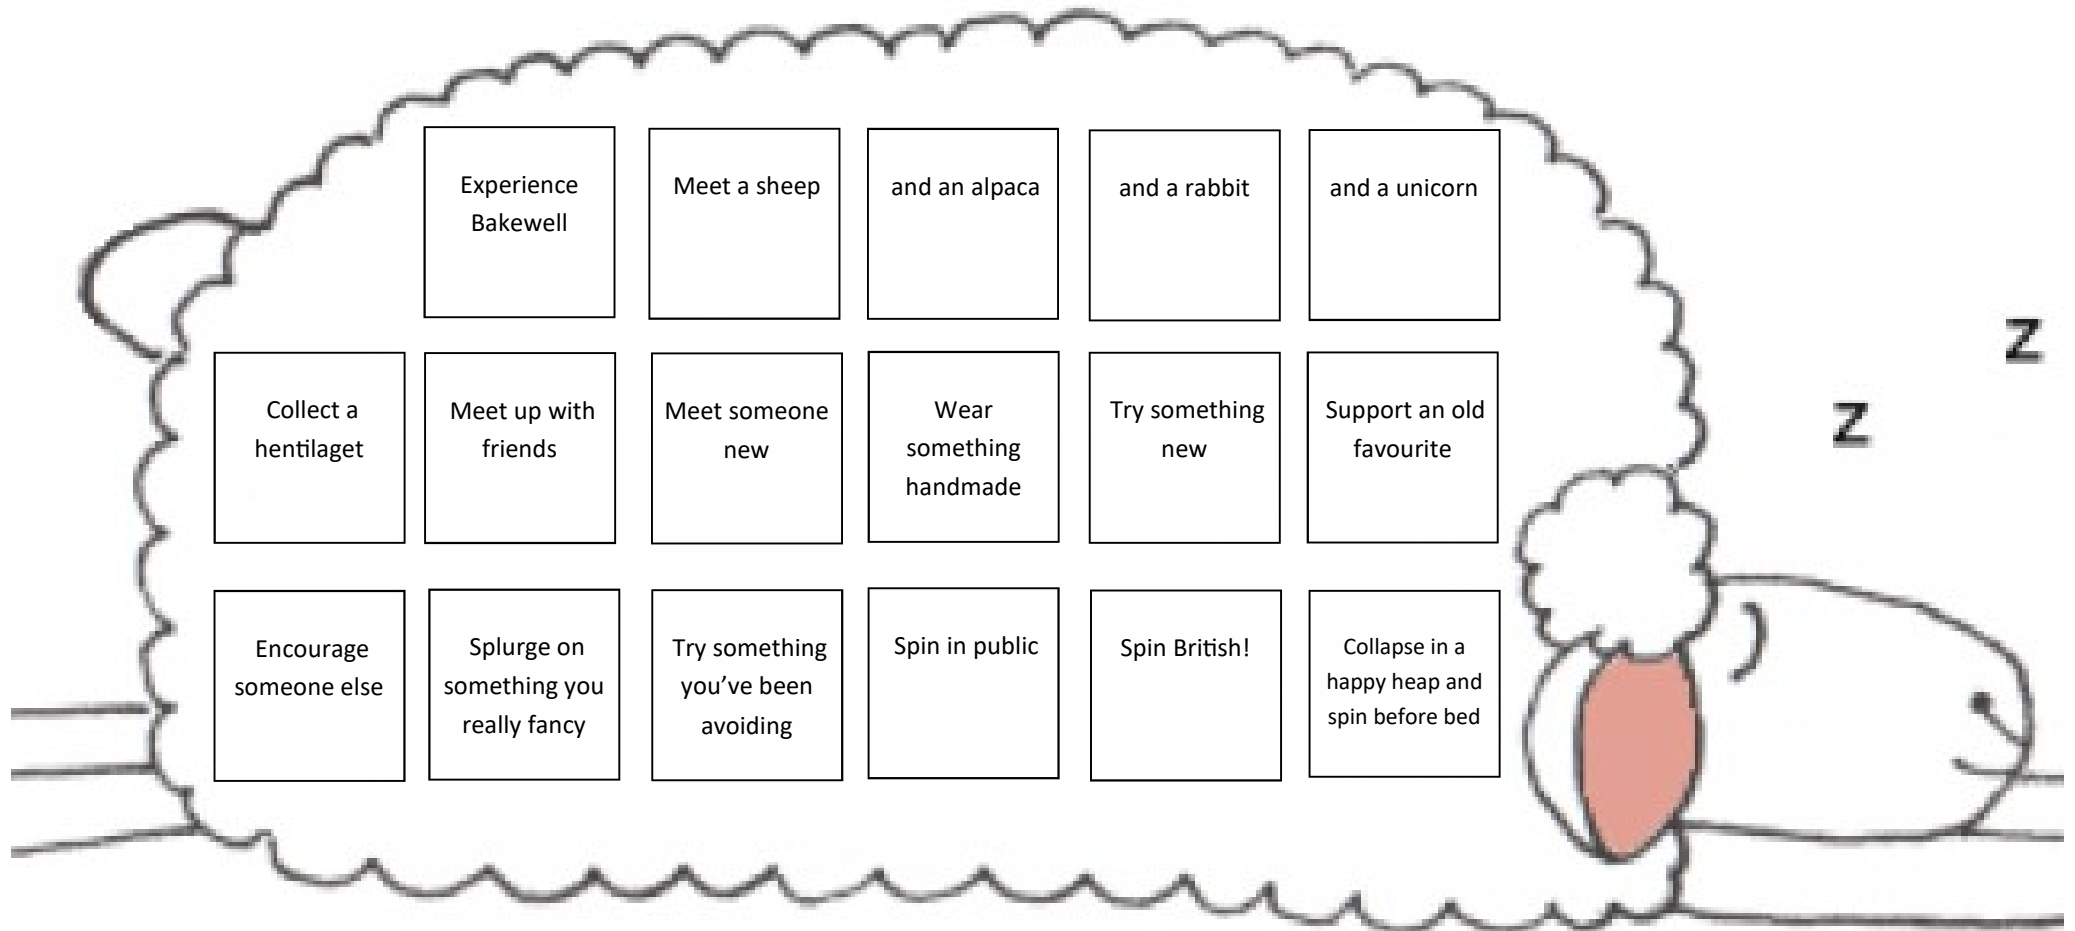 Experience
Bakewell
Meet a sheep
and an alpaca
and a rabbit
and a unicorn
Collect a
hentilaget
Meet up with
friends
Meet someone
new
Wear
something
handmade
Try something
new
Support an old
favourite
Encourage
someone else
Splurge on
something you
really fancy
Try something
you’ve been
avoiding
Spin in public
Spin British!
Collapse in a
happy heap and
spin before bed
Z
Z